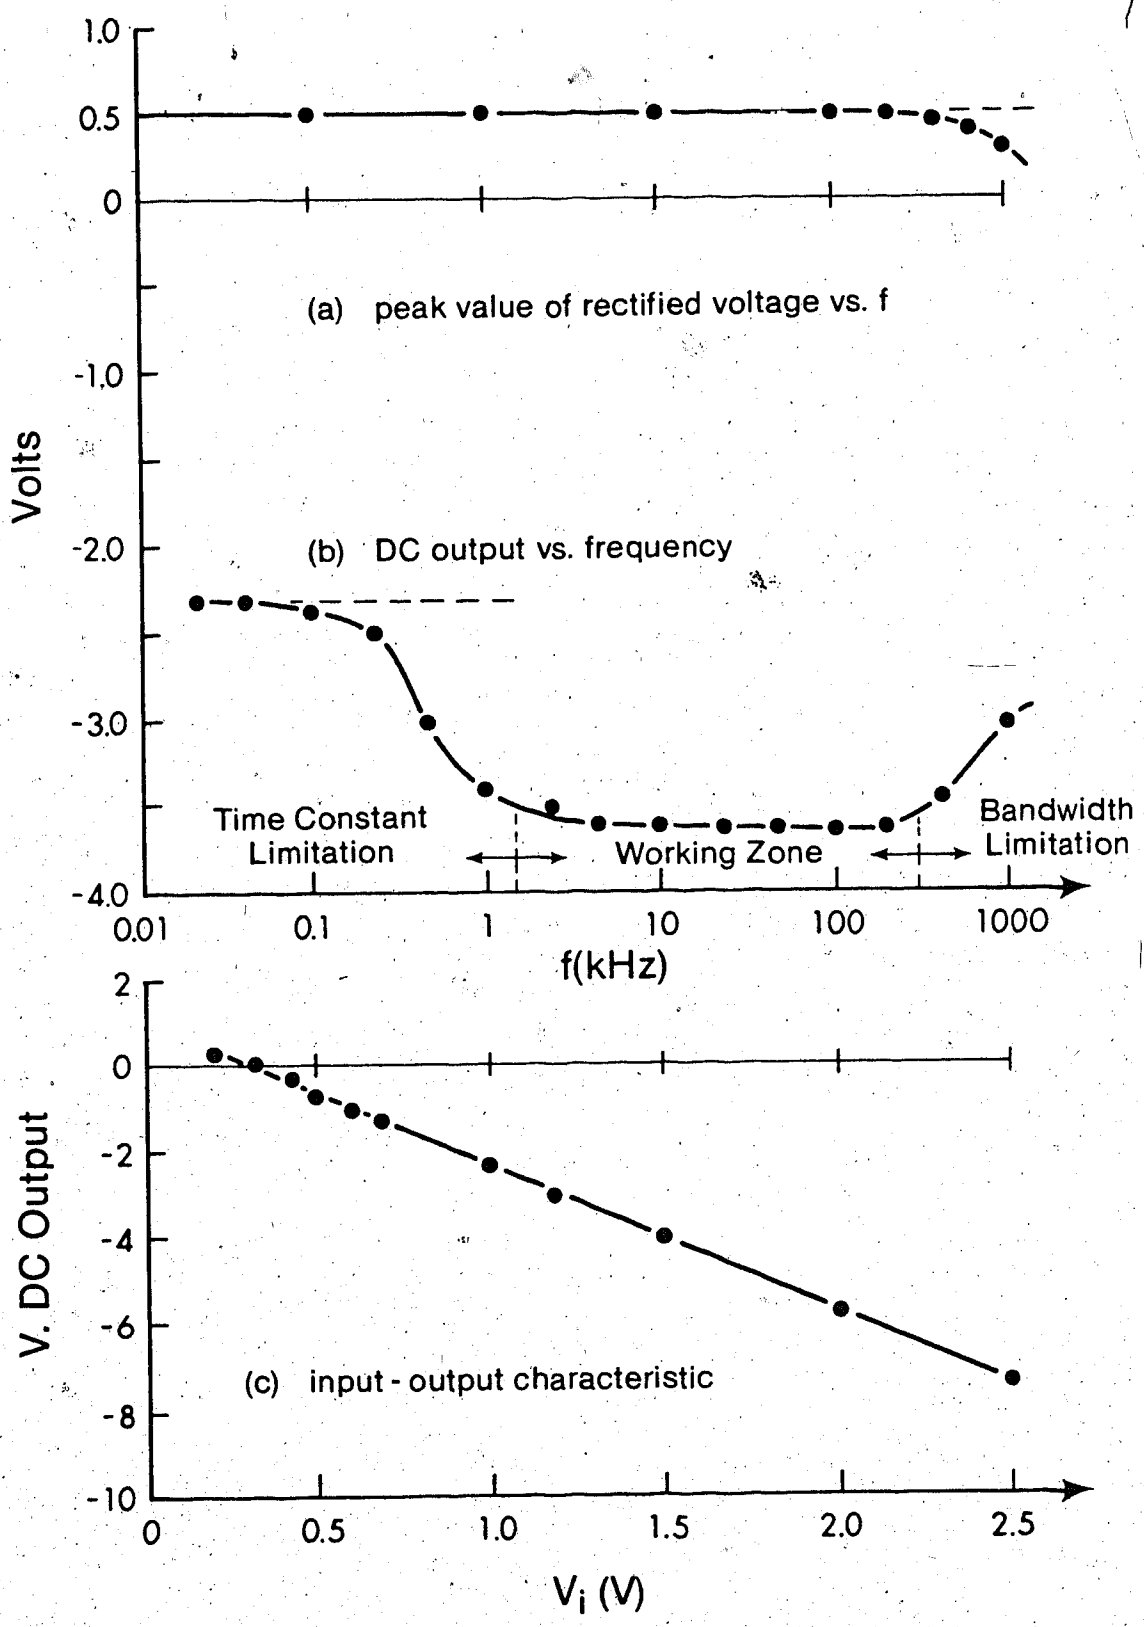 1.0
0.5
0
(a) peak value of rectified voltage vs. f
-1.0
Volts
-2.0
(b) DC output vs. frequency
-3.0
Time Constant
Limitation
Working Zone
Bandwidth
Limitation
-4.0
0.01 0.1 1 10 100 1000
f(kHz)
2
0
-2
-4
-6
-8
-10
V. DC Output
(c) input - output characteristic
0 0.5 1.0 1.5 2.0 2.5
Vi (V)